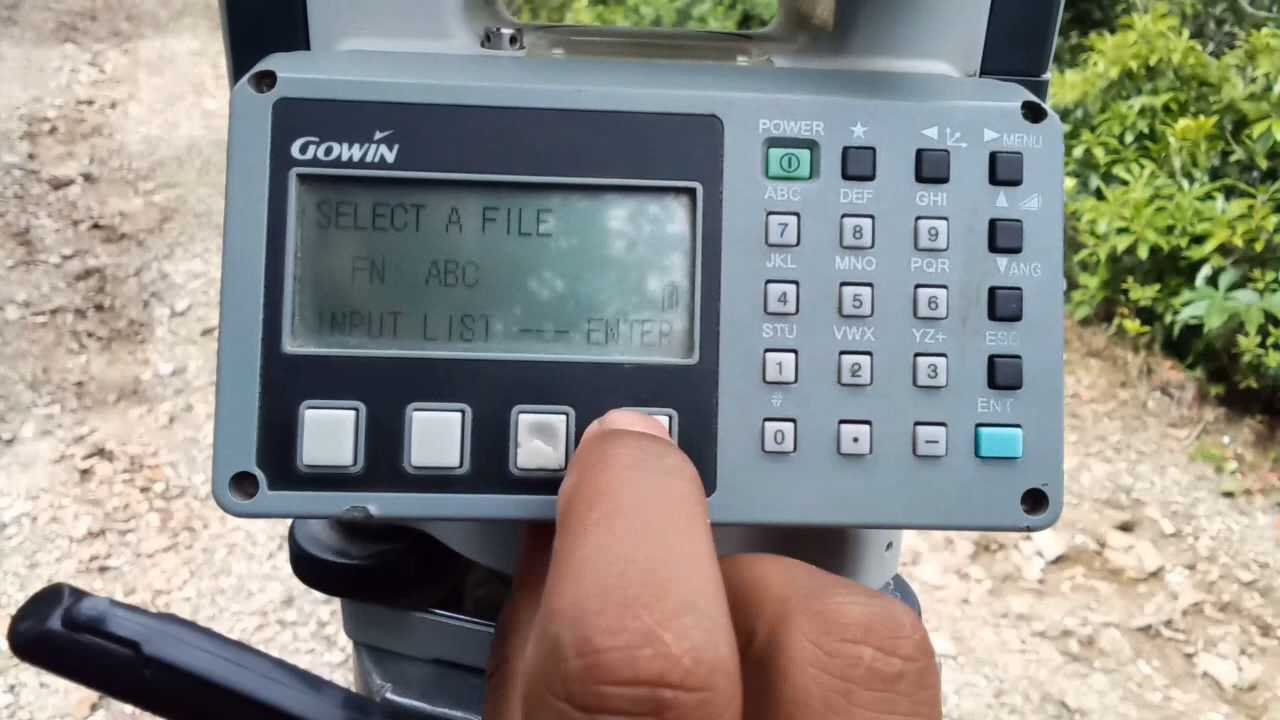 GOWIN
SELECT A FILE
FN ABC
INPUT LIST --- ENTER
POWER ★ ◀ ▶ MENU
ABC DEF GHI ▲
7 8 9
JKL MNO PQR ▼ ANG
4 5 6
STU VWX YZ+ ESC
1 2 3
# ENT
0 • –